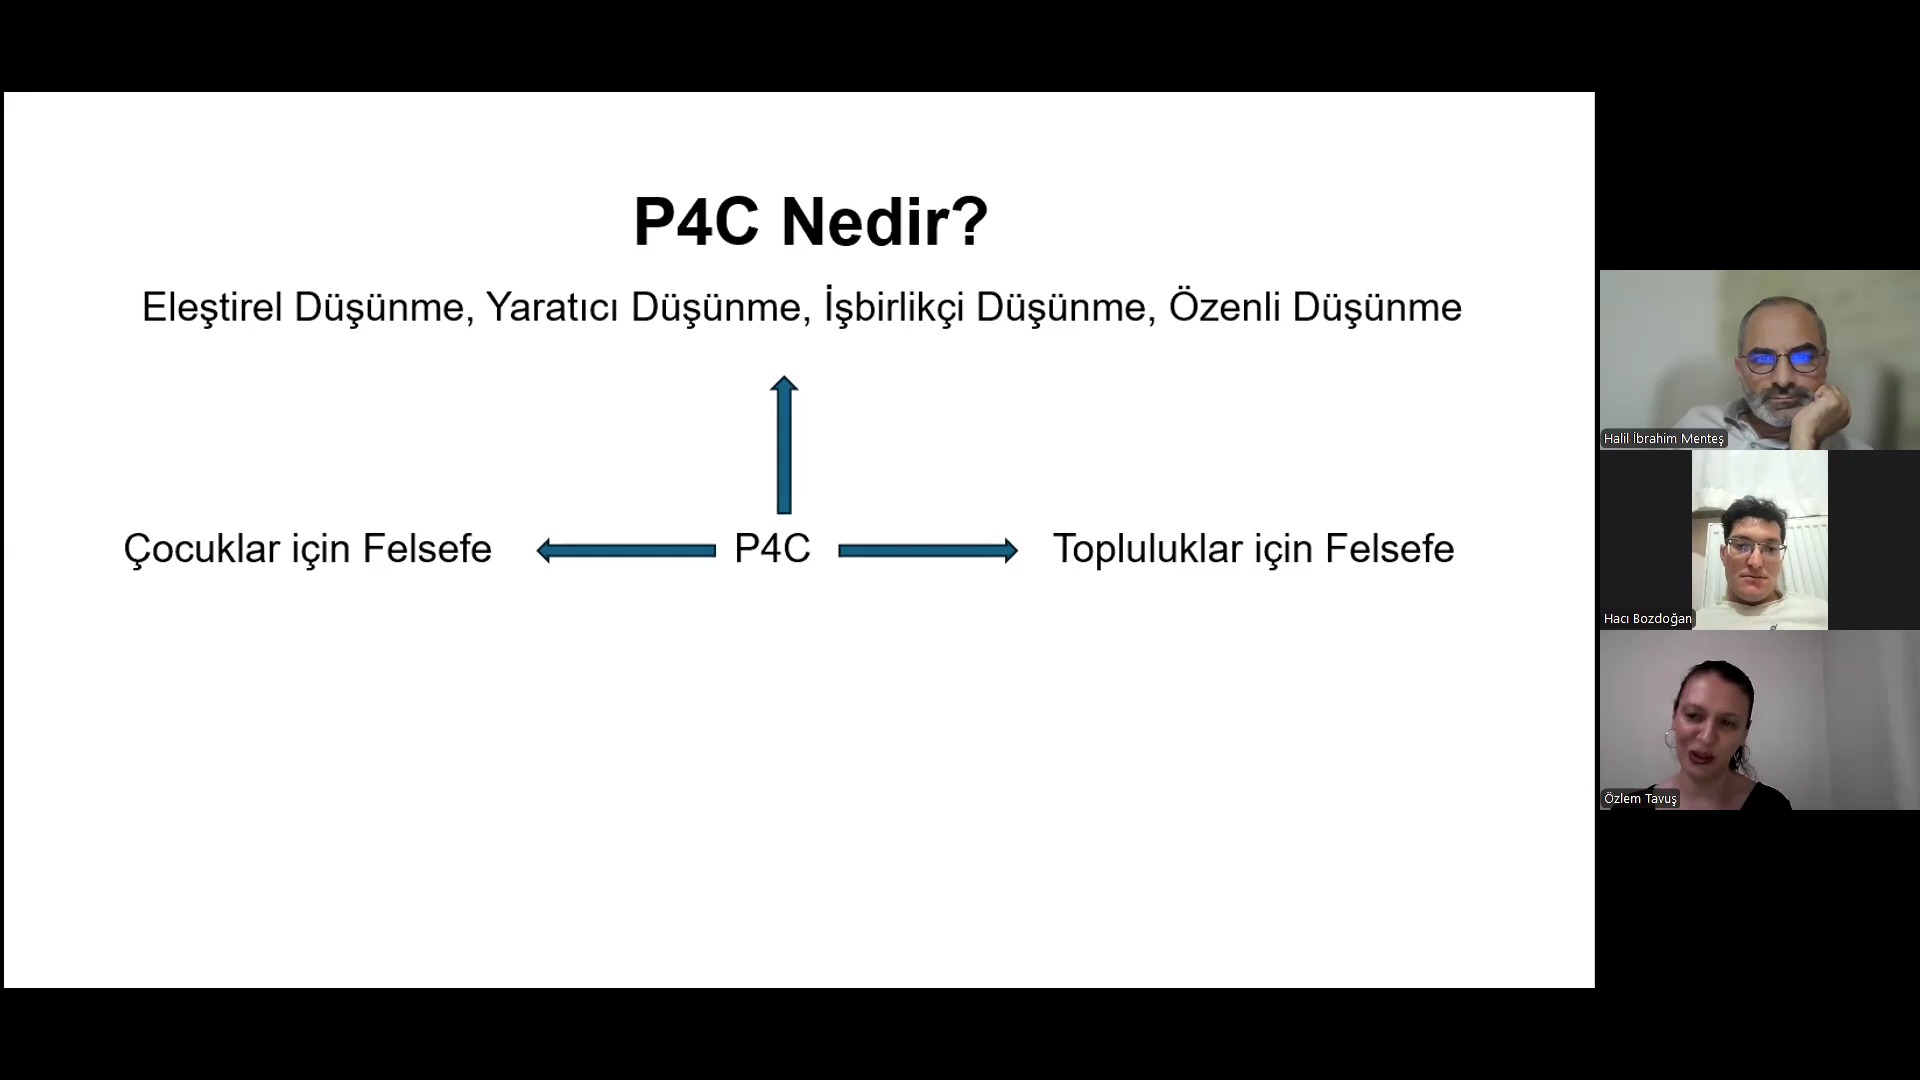 P4C Nedir?
Eleştirel Düşünme, Yaratıcı Düşünme, İşbirlikçi Düşünme, Özenli Düşünme
Çocuklar için Felsefe
P4C
Topluluklar için Felsefe
Halil İbrahim Menteş
Hacı Bozdoğan
Özlem Tavuş